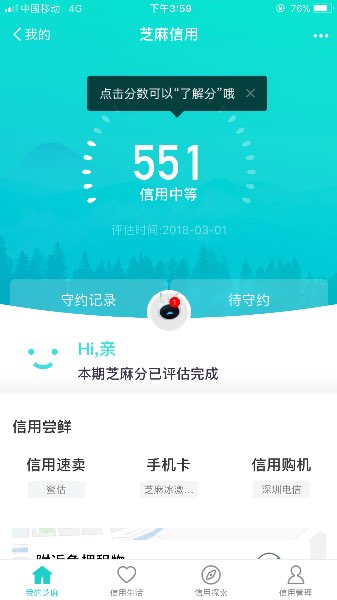 中国移动 4G 下午3:59 76%
我的 芝麻信用
点击分数可以“了解分”哦
551
信用中等
评估时间:2018-03-01
守约记录 待守约
1
Hi,亲
本期芝麻分已评估完成
信用尝鲜
信用速卖 手机卡 信用购机
蜜估 芝麻冰激... 深圳电信
附近免押租物
我的芝麻 信用生活 信用探索 信用管理